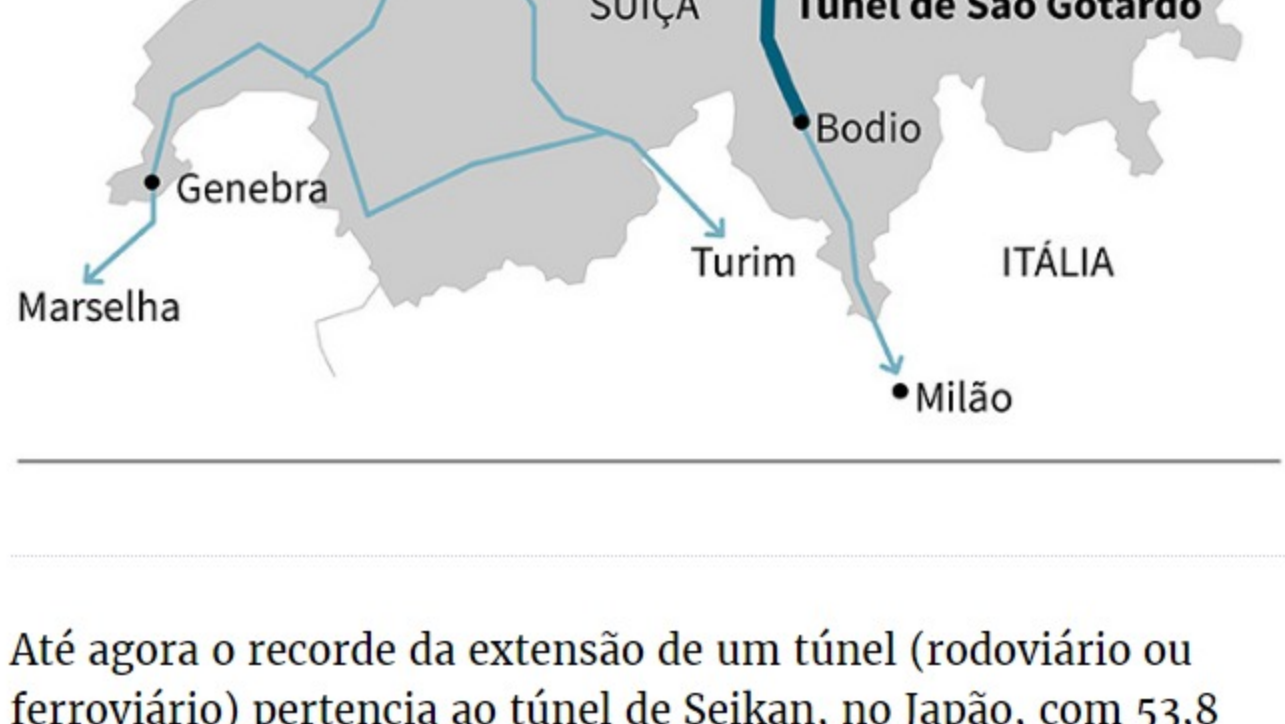 SUÍÇA
Túnel de São Gotardo
Bodio
Genebra
Turim
ITÁLIA
Marselha
Milão
Até agora o recorde da extensão de um túnel (rodoviário ou
ferroviário) pertencia ao túnel de Seikan, no Japão, com 53,8